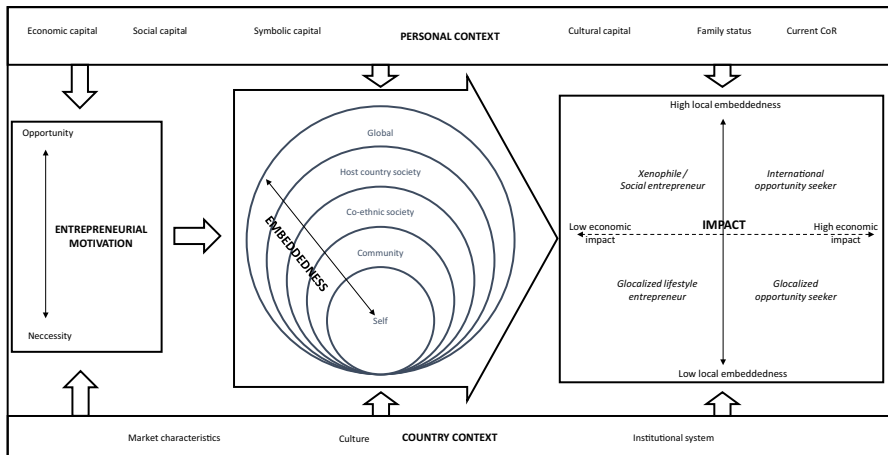 Economic capital Social capital Symbolic capital PERSONAL CONTEXT Cultural capital Family status Current CoR
Opportunity
ENTREPRENEURIAL
MOTIVATION
Neccessity
Global
Host country society
Co-ethnic society
Community
Self
EMBEDDEDNESS
High local embeddedness
Xenophile /
Social entrepreneur
International
opportunity seeker
Low economic
impact
IMPACT
High economic
impact
Glocalized lifestyle
entrepreneur
Glocalized
opportunity seeker
Low local embeddedness
Market characteristics Culture COUNTRY CONTEXT Institutional system